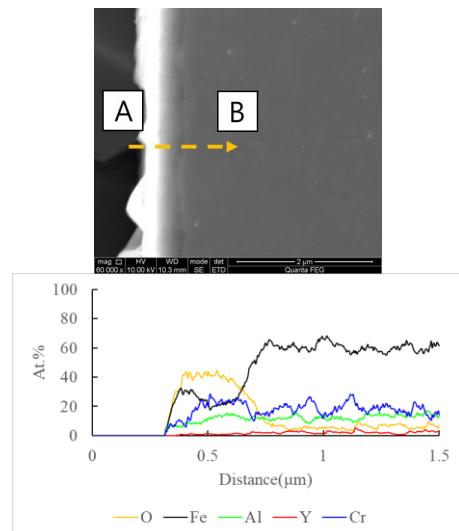 A B
mag □ HV WD mode det 2 µm
60 000 x 10.00 kV 10.3 mm SE ETD Quanta FEG
100
80
60
40
20
0
At.%
0 0.5 1 1.5
Distance(µm)
O Fe Al Y Cr